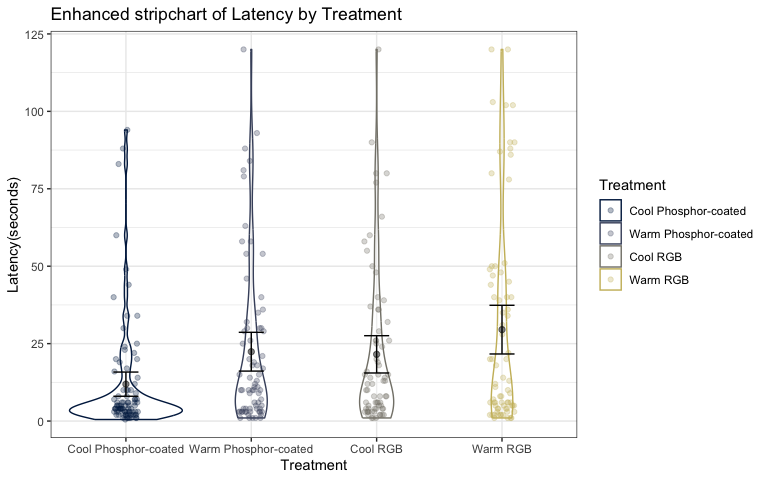 Enhanced stripchart of Latency by Treatment
125
100
75
50
25
0
Latency(seconds)
Cool Phosphor-coated Warm Phosphor-coated Cool RGB Warm RGB
Treatment
Treatment
Cool Phosphor-coated
Warm Phosphor-coated
Cool RGB
Warm RGB